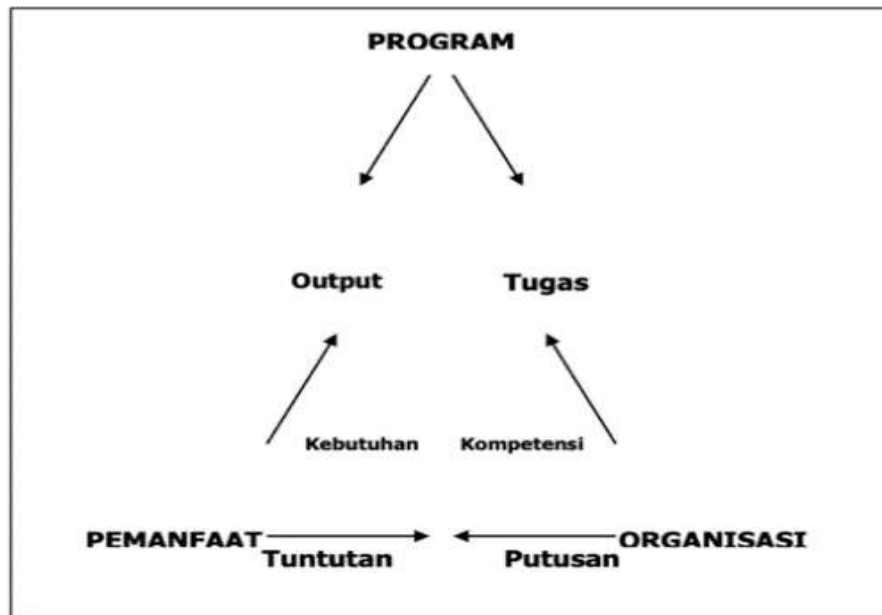 PROGRAM
Output Tugas
Kebutuhan Kompetensi
PEMANFAAT ORGANISASI
Tuntutan Putusan